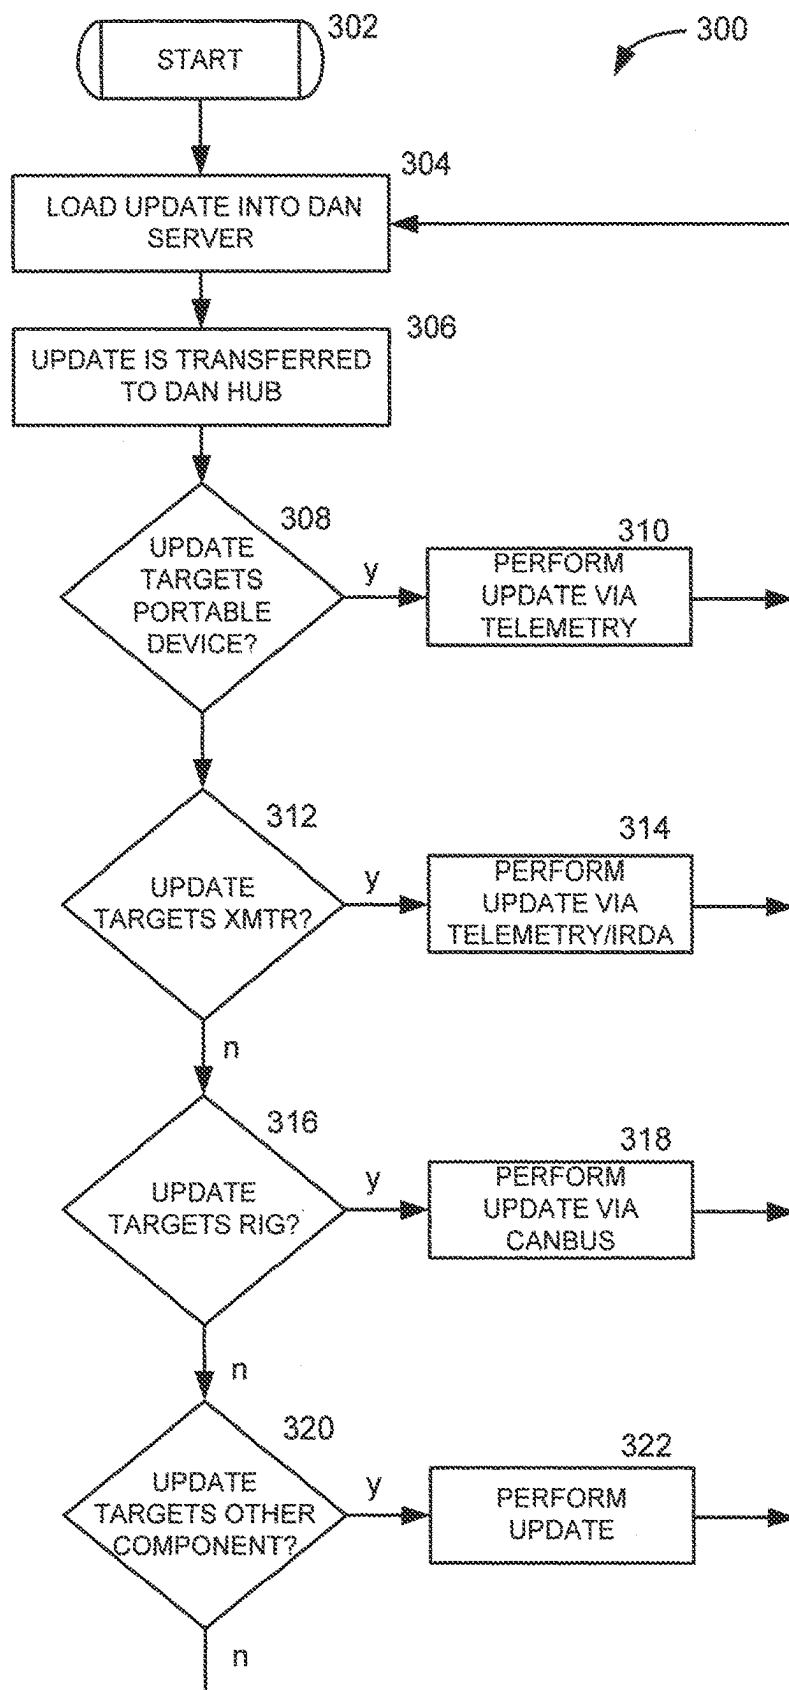 302
START
300
304
LOAD UPDATE INTO DAN
SERVER
306
UPDATE IS TRANSFERRED
TO DAN HUB
308
UPDATE
TARGETS
PORTABLE
DEVICE?
y
310
PERFORM
UPDATE VIA
TELEMETRY
312
UPDATE
TARGETS XMTR?
y
314
PERFORM
UPDATE VIA
TELEMETRY/IRDA
n
316
UPDATE
TARGETS RIG?
y
318
PERFORM
UPDATE VIA
CANBUS
n
320
UPDATE
TARGETS OTHER
COMPONENT?
y
322
PERFORM
UPDATE
n